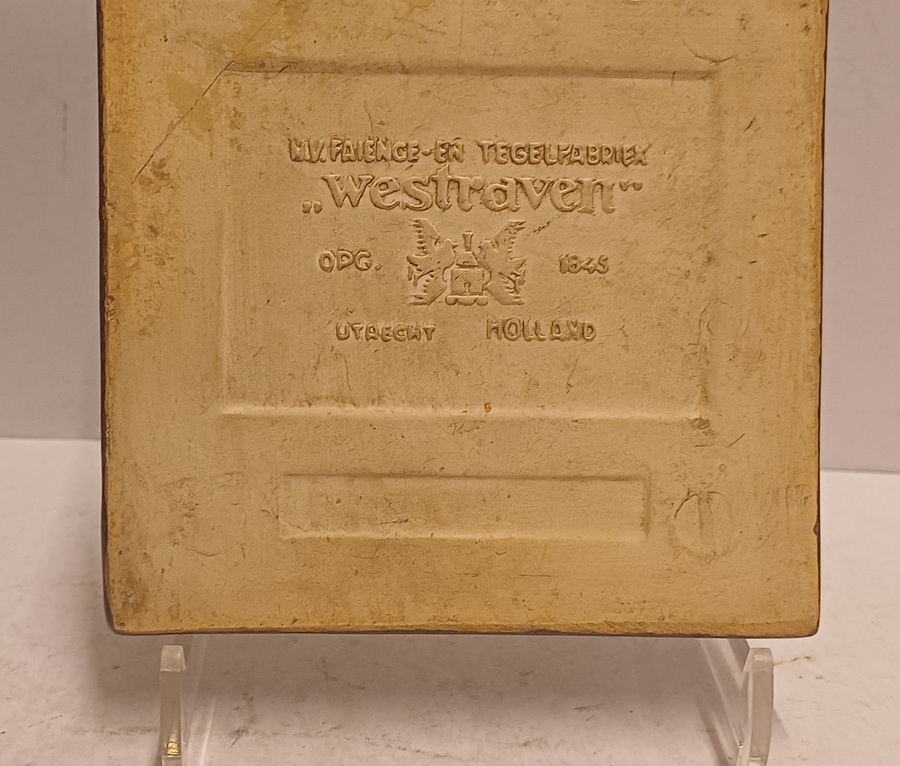 N.V. FAIENCE-EN TEGELFABRIEK
„Westraven“
OPG. 1845
UTRECHT HOLLAND